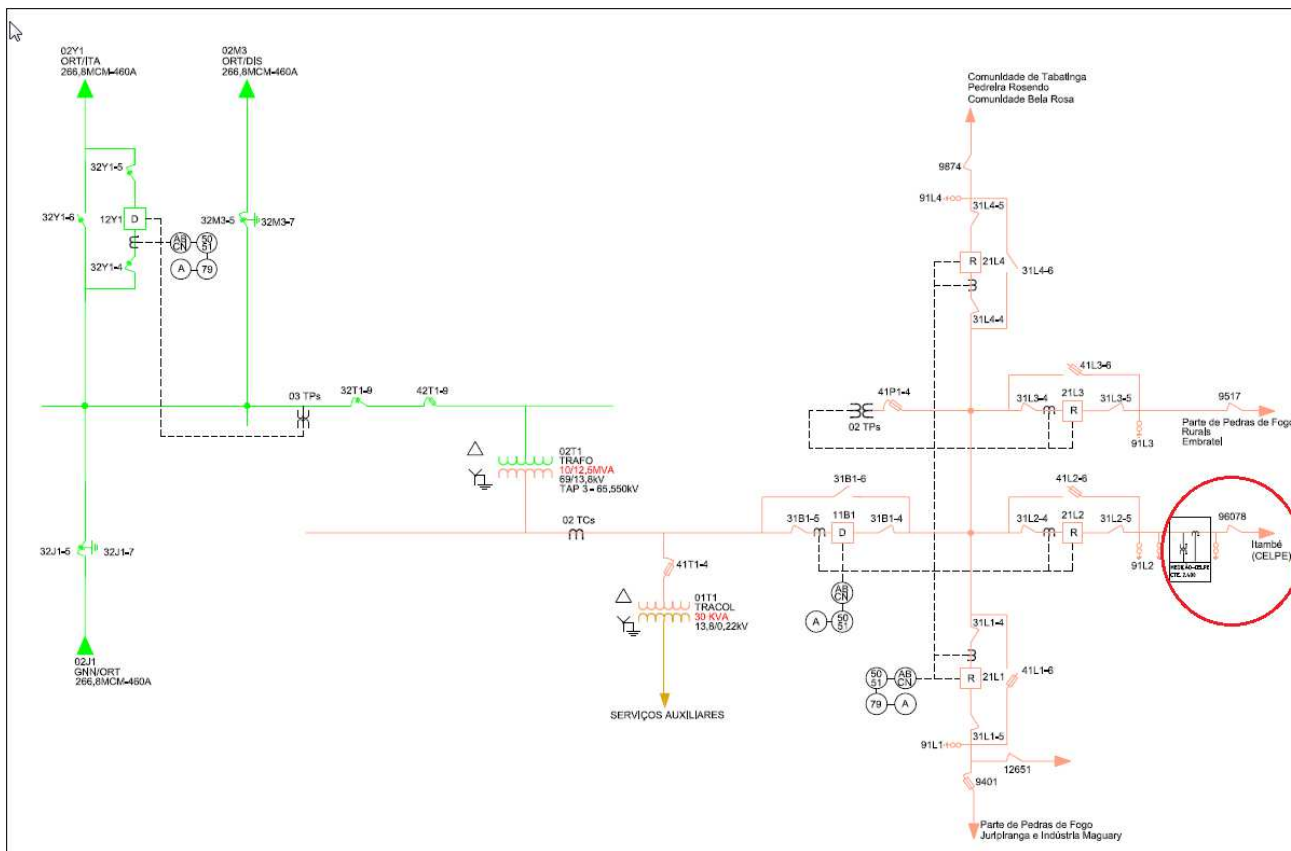 02Y1
ORT/ITA
266,8MCM-460A
02M3
ORT/DIS
266,8MCM-460A
Comunidade de Tabatinga
Pedreira Rosendo
Comunidade Bela Rosa
32Y1-5
9874
32Y1-6
12Y1
D
32M3-5
32M3-7
91L4
31L4-5
AB
CN
50
51
A
79
32Y1-4
R
21L4
31L4-6
31L4-4
03 TPs
32T1-9
42T1-9
41P1-4
02 TPs
41L3-6
31L3-4
21L3
R
31L3-5
9517
Parte de Pedras de Fogo
Rurais
Embratel
91L3
02T1
TRAFO
10/12,5MVA
69/13,8kV
TAP 3 = 65,550kV
31B1-6
41L2-6
02 TCs
31B1-5
11B1
D
31B1-4
31L2-4
21L2
R
31L2-5
96078
Itambé
(CELPE)
91L2
32J1-5
32J1-7
41T1-4
AB
CN
A
50
51
01T1
TRACOL
30 KVA
13,8/0,22kV
31L1-4
02J1
GNN/ORT
266,8MCM-460A
50
51
AB
CN
79
A
R
21L1
41L1-6
SERVIÇOS AUXILIARES
31L1-5
91L1
12651
9401
Parte de Pedras de Fogo
Juripiranga e Indústria Maguary